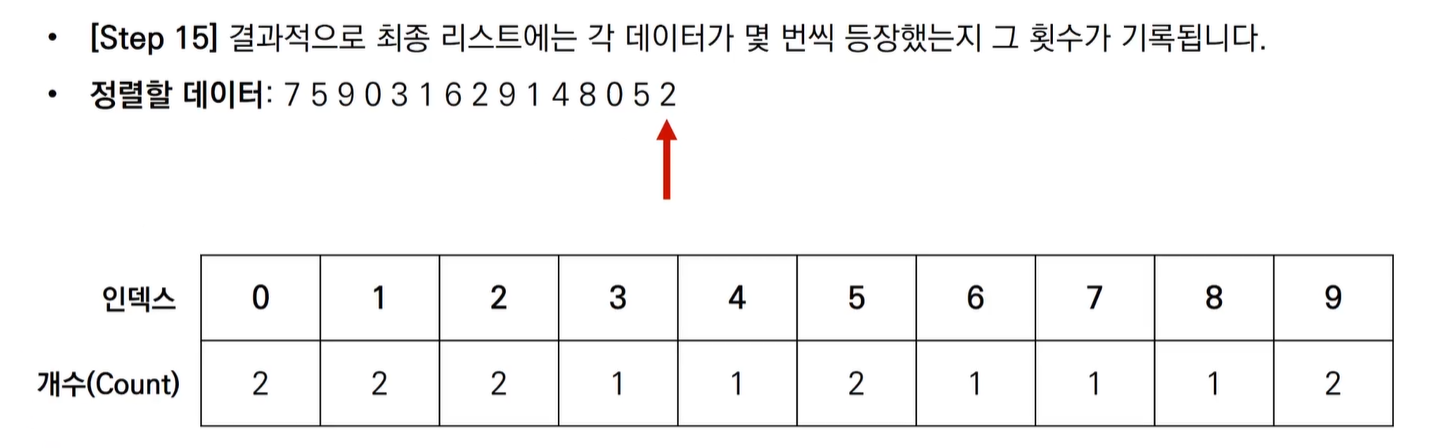 • [Step 15] 결과적으로 최종 리스트에는 각 데이터가 몇 번씩 등장했는지 그 횟수가 기록됩니다.
• 정렬할 데이터: 7 5 9 0 3 1 6 2 9 1 4 8 0 5 2
인덱스 0 1 2 3 4 5 6 7 8 9
개수(Count) 2 2 2 1 1 2 1 1 1 2